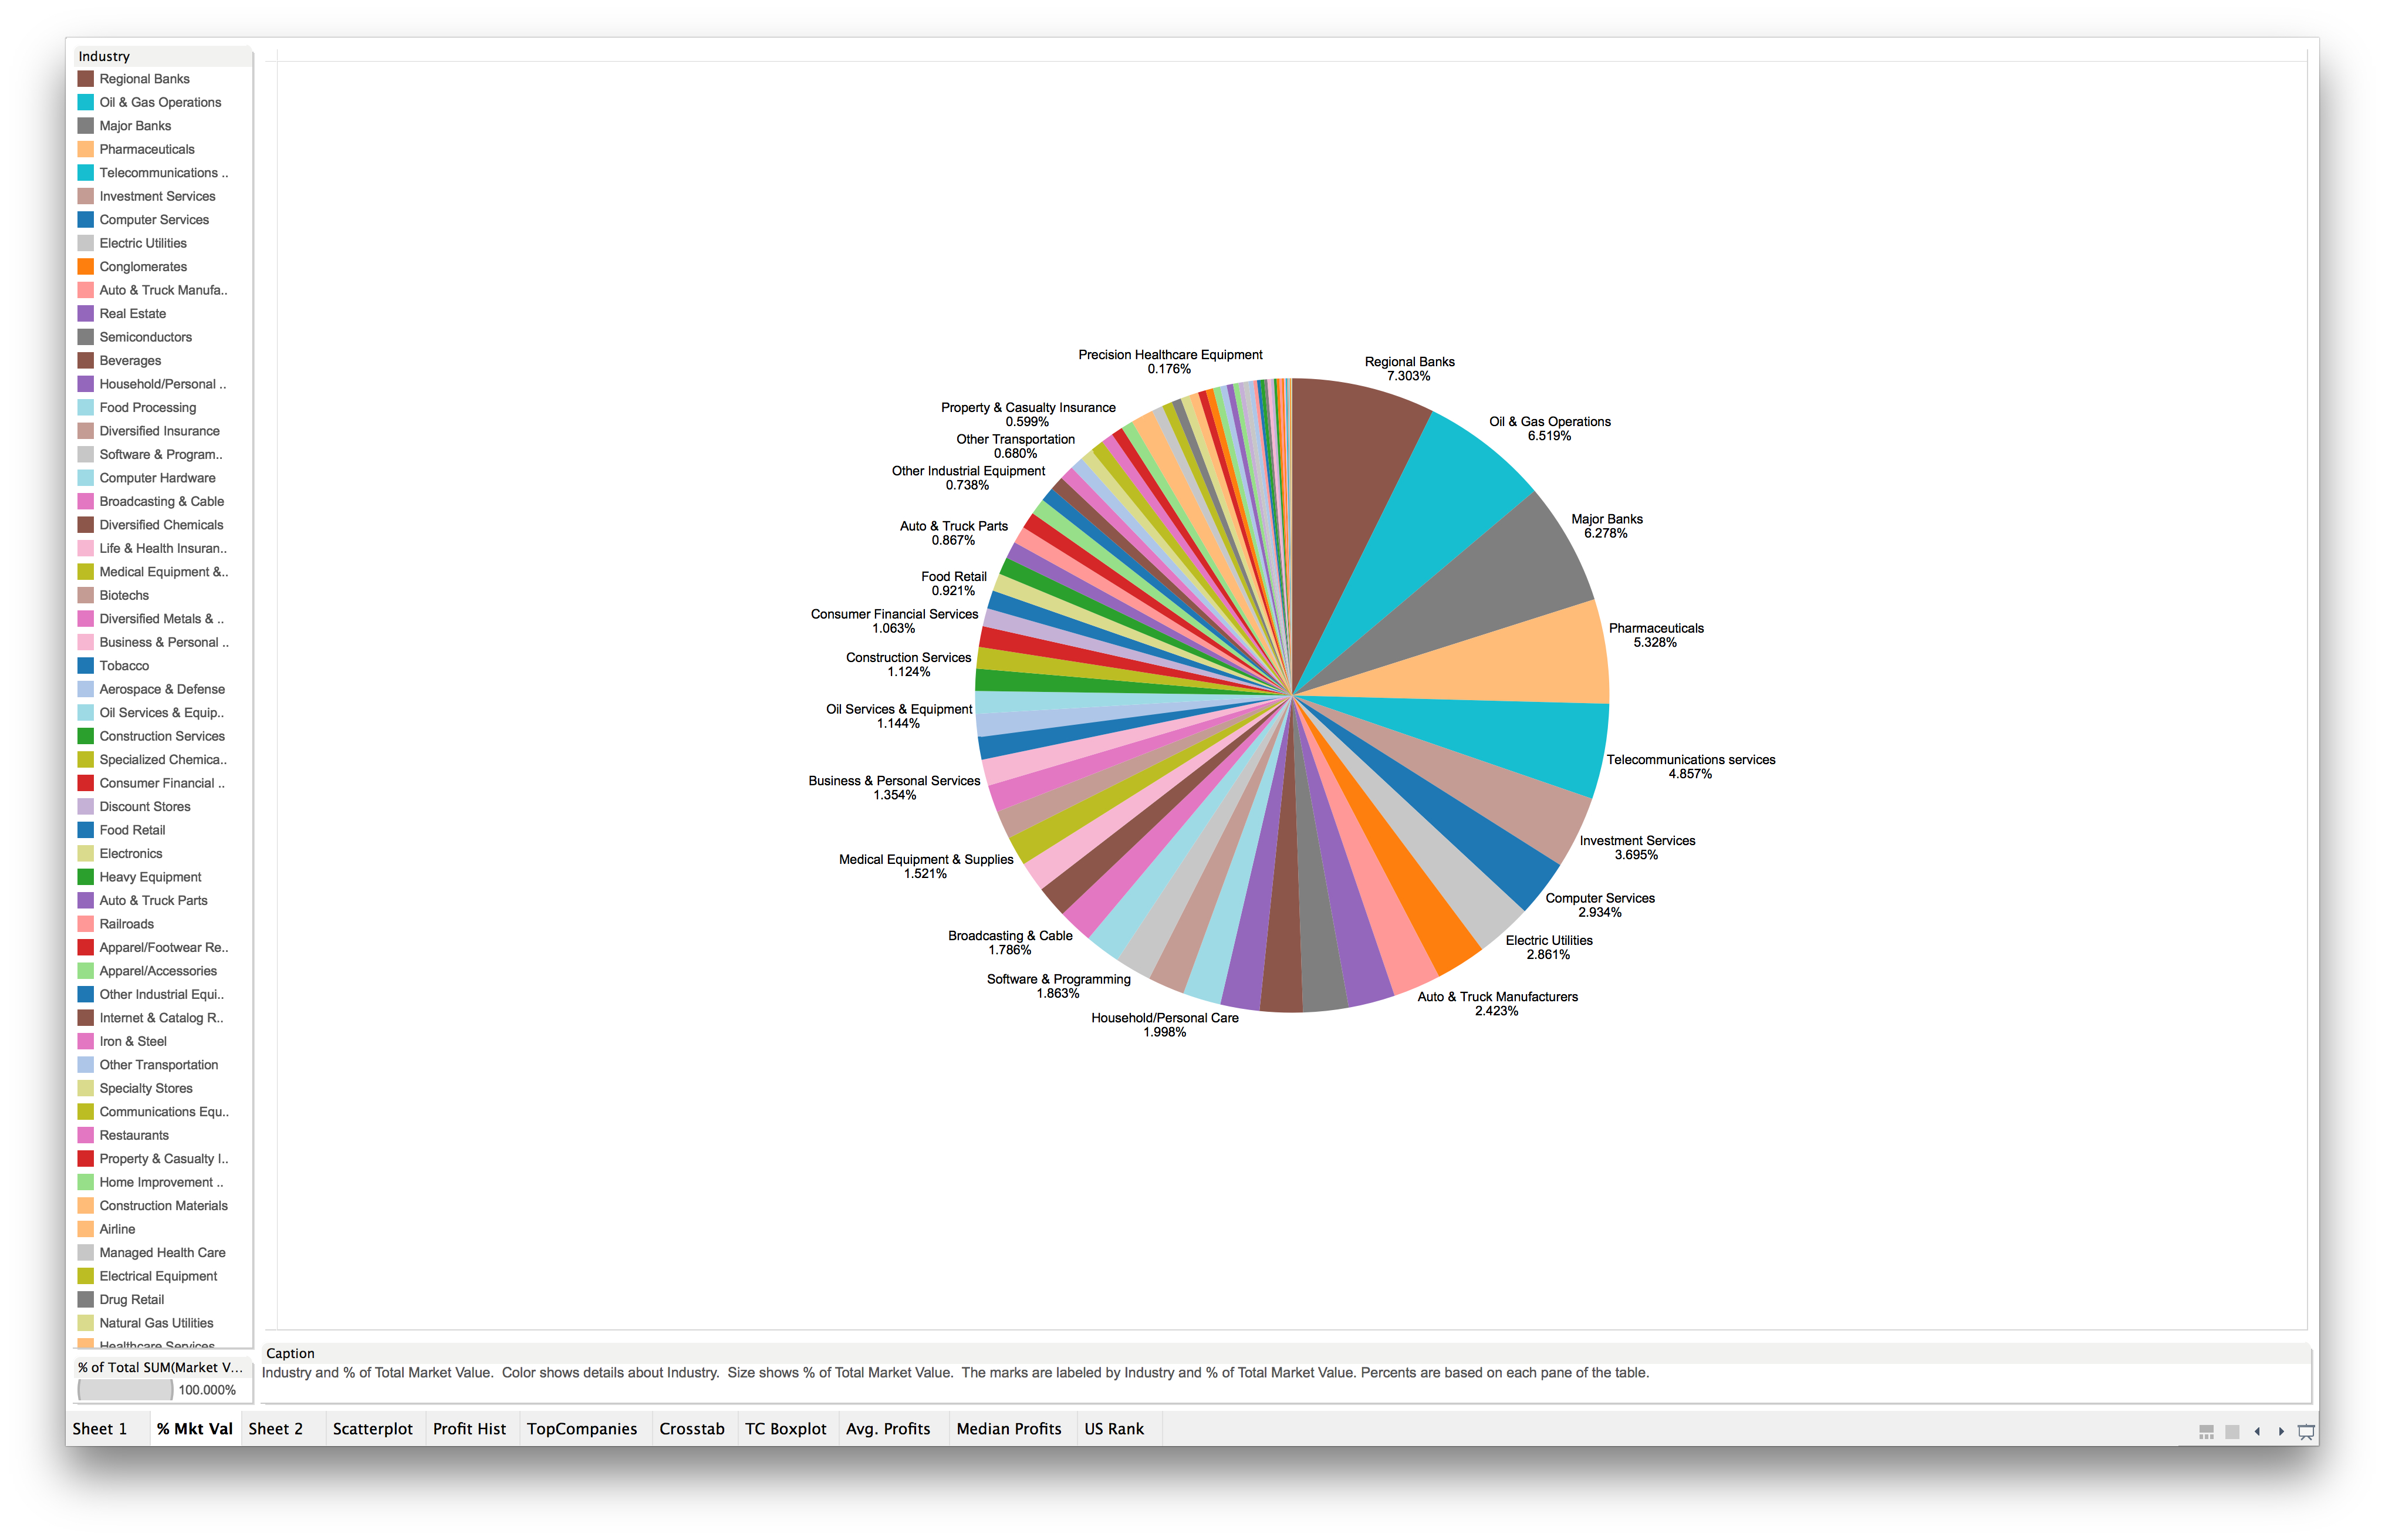 Industry
Regional Banks
Oil & Gas Operations
Major Banks
Pharmaceuticals
Telecommunications ..
Investment Services
Computer Services
Electric Utilities
Conglomerates
Auto & Truck Manufa..
Real Estate
Semiconductors
Beverages
Household/Personal ..
Food Processing
Diversified Insurance
Software & Program..
Computer Hardware
Broadcasting & Cable
Diversified Chemicals
Life & Health Insuran..
Medical Equipment &..
Biotechs
Diversified Metals & ..
Business & Personal ..
Tobacco
Aerospace & Defense
Oil Services & Equip..
Construction Services
Specialized Chemica..
Consumer Financial ..
Discount Stores
Food Retail
Electronics
Heavy Equipment
Auto & Truck Parts
Railroads
Apparel/Footwear Re..
Apparel/Accessories
Other Industrial Equi..
Internet & Catalog R..
Iron & Steel
Other Transportation
Specialty Stores
Communications Equ..
Restaurants
Property & Casualty I..
Home Improvement ..
Construction Materials
Airline
Managed Health Care
Electrical Equipment
Drug Retail
Natural Gas Utilities
Healthcare Services
% of Total SUM(Market V...
100.000%
Precision Healthcare Equipment
0.176%
Regional Banks
7.303%
Property & Casualty Insurance
0.599%
Oil & Gas Operations
6.519%
Other Transportation
0.680%
Other Industrial Equipment
0.738%
Major Banks
6.278%
Auto & Truck Parts
0.867%
Food Retail
0.921%
Consumer Financial Services
1.063%
Pharmaceuticals
5.328%
Construction Services
1.124%
Oil Services & Equipment
1.144%
Telecommunications services
4.857%
Business & Personal Services
1.354%
Investment Services
3.695%
Medical Equipment & Supplies
1.521%
Computer Services
2.934%
Broadcasting & Cable
1.786%
Electric Utilities
2.861%
Software & Programming
1.863%
Auto & Truck Manufacturers
2.423%
Household/Personal Care
1.998%
Caption
Industry and % of Total Market Value.  Color shows details about Industry.  Size shows % of Total Market Value.  The marks are labeled by Industry and % of Total Market Value. Percents are based on each pane of the table.
Sheet 1
% Mkt Val
Sheet 2
Scatterplot
Profit Hist
TopCompanies
Crosstab
TC Boxplot
Avg. Profits
Median Profits
US Rank